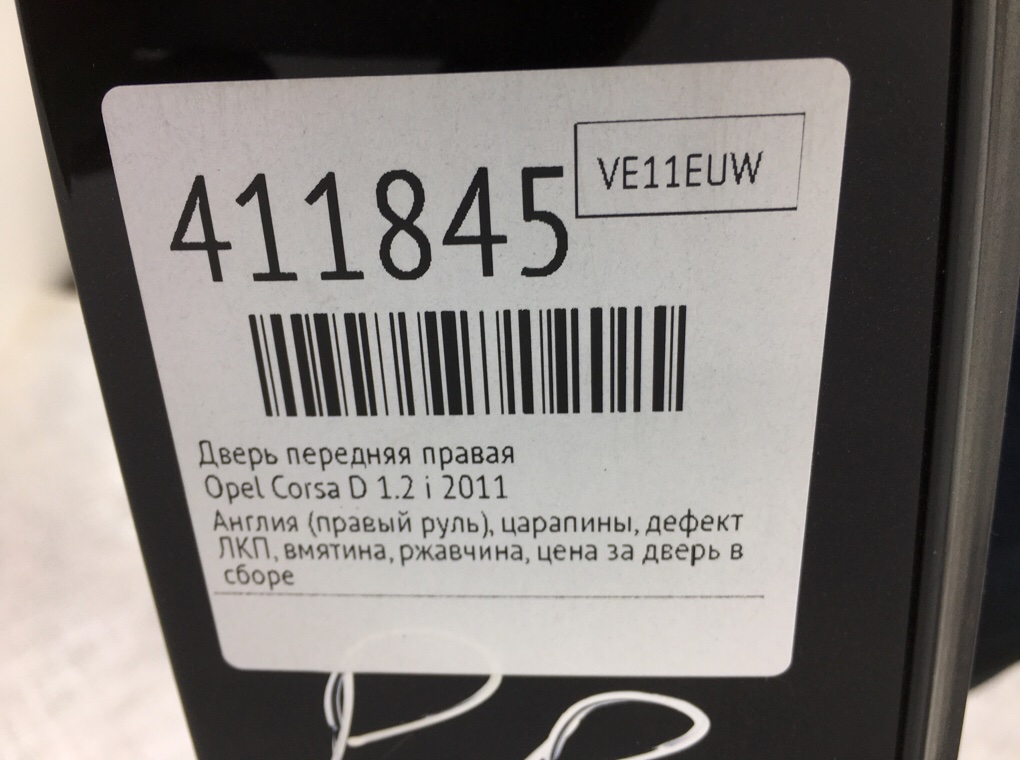 411845
VE11EUW
Дверь передняя правая
Opel Corsa D 1.2 i 2011
Англия (правый руль), царапины, дефект
ЛКП, вмятина, ржавчина, цена за дверь в
сборе